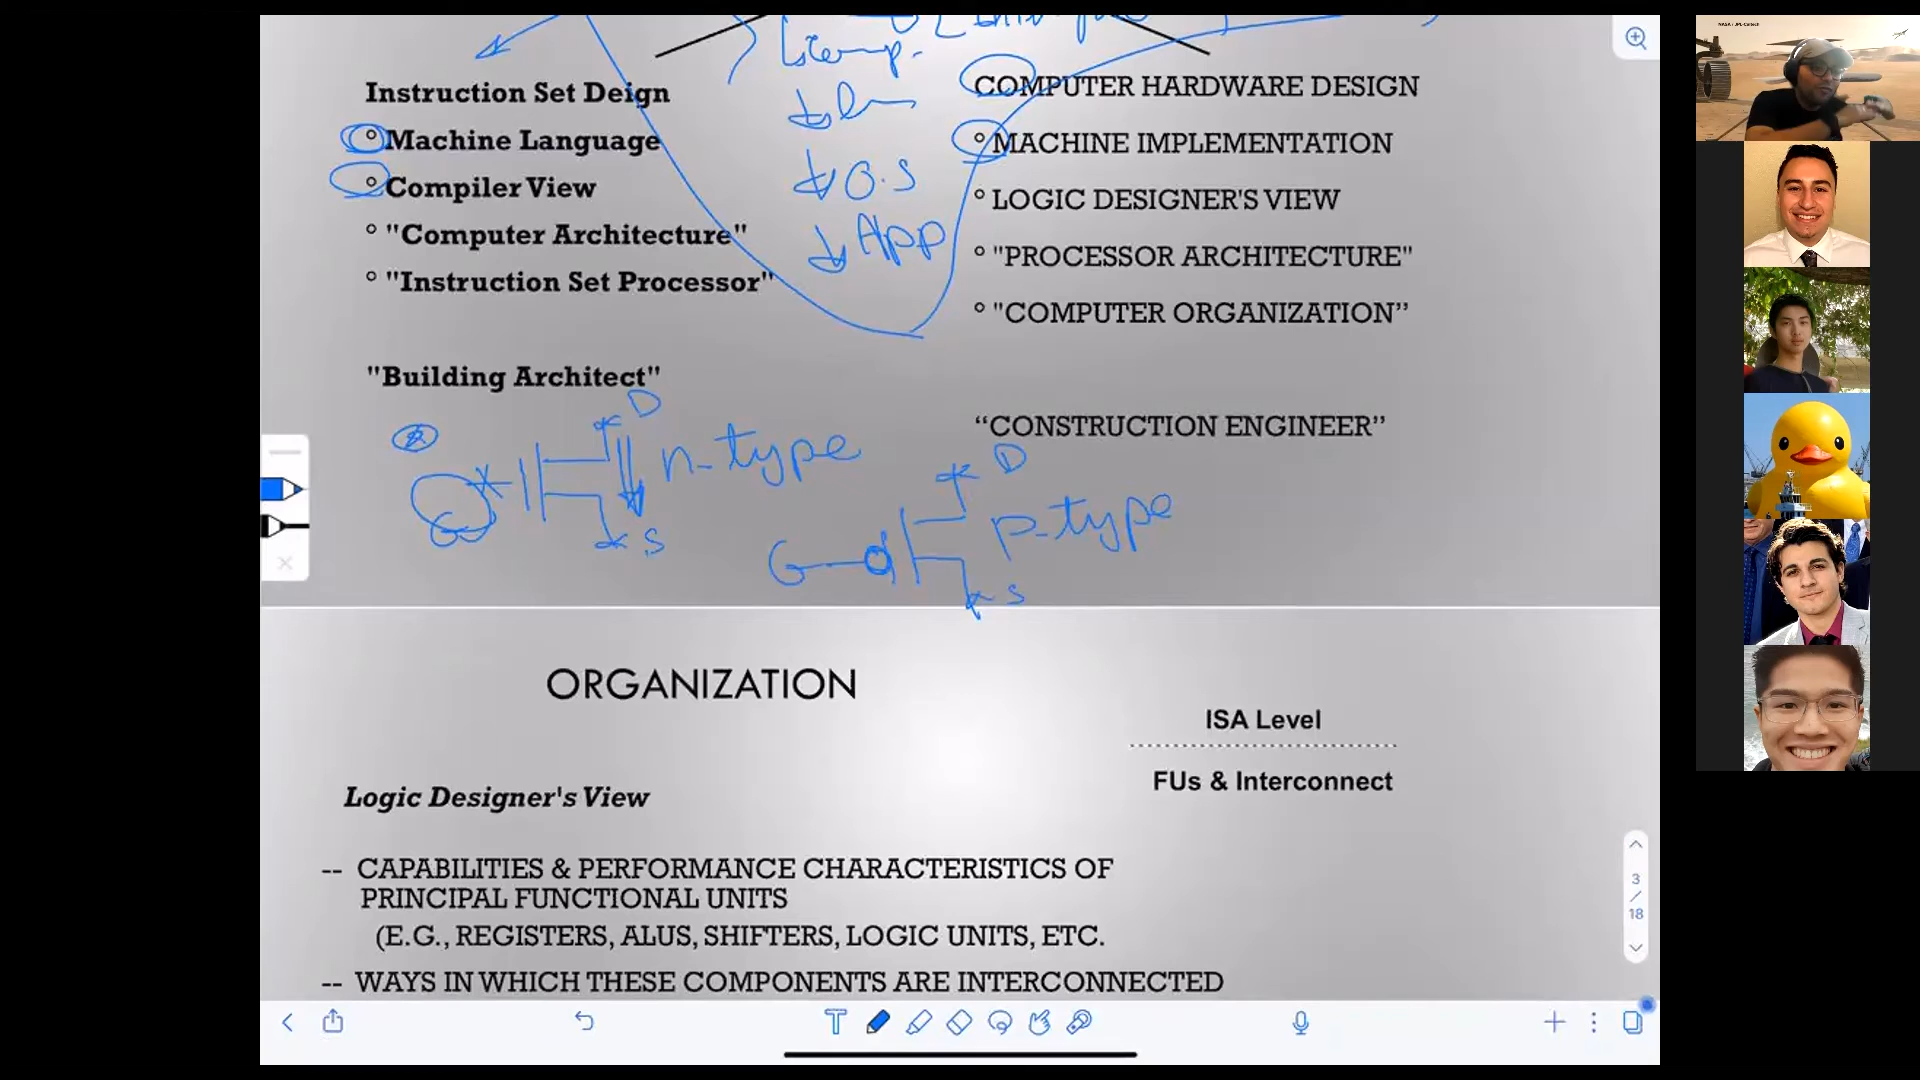 NASA / JPL-Caltech
Instruction Set Deign
° Machine Language
° Compiler View
° "Computer Architecture"
° "Instruction Set Processor"
"Building Architect"
O.S
App
COMPUTER HARDWARE DESIGN
° MACHINE IMPLEMENTATION
° LOGIC DESIGNER'S VIEW
° "PROCESSOR ARCHITECTURE"
° "COMPUTER ORGANIZATION”
“CONSTRUCTION ENGINEER”
D
n-type
G
S
D
p-type
G
S
ORGANIZATION
ISA Level
FUs & Interconnect
Logic Designer's View
-- CAPABILITIES & PERFORMANCE CHARACTERISTICS OF
PRINCIPAL FUNCTIONAL UNITS
(E.G., REGISTERS, ALUS, SHIFTERS, LOGIC UNITS, ETC.
-- WAYS IN WHICH THESE COMPONENTS ARE INTERCONNECTED
3
/
18
T